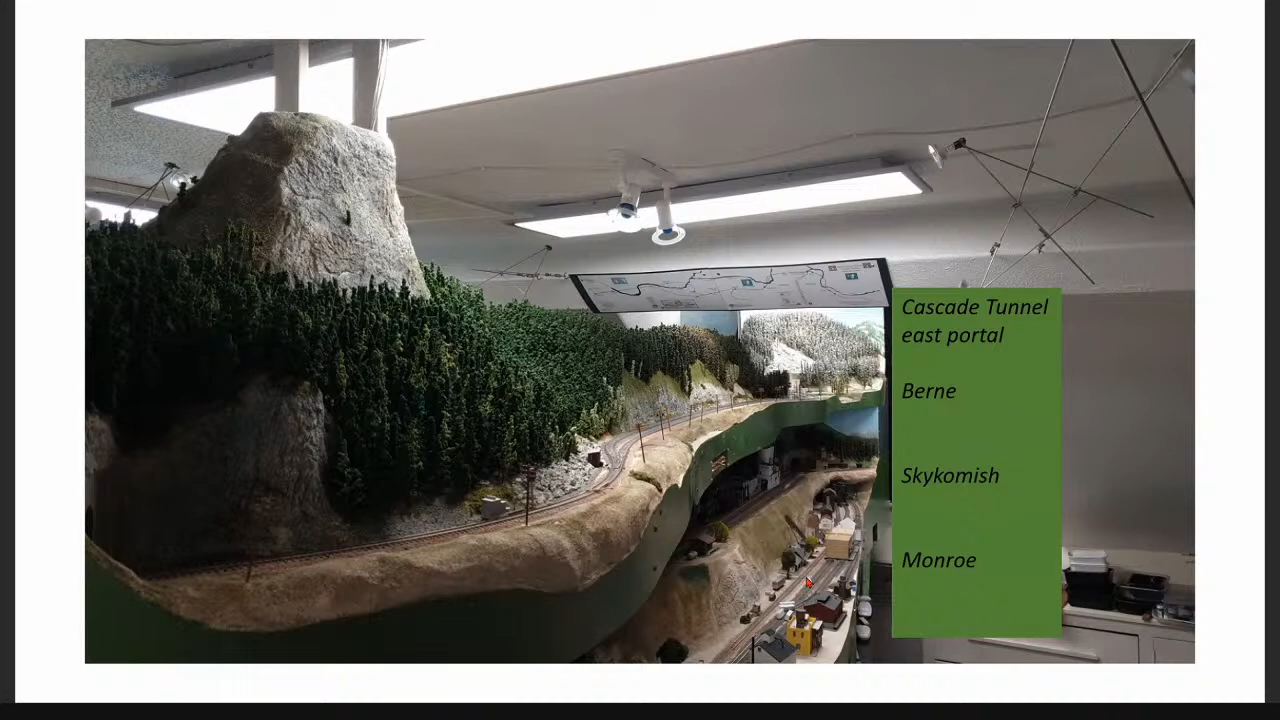 Cascade Tunnel
east portal
Berne
Skykomish
Monroe